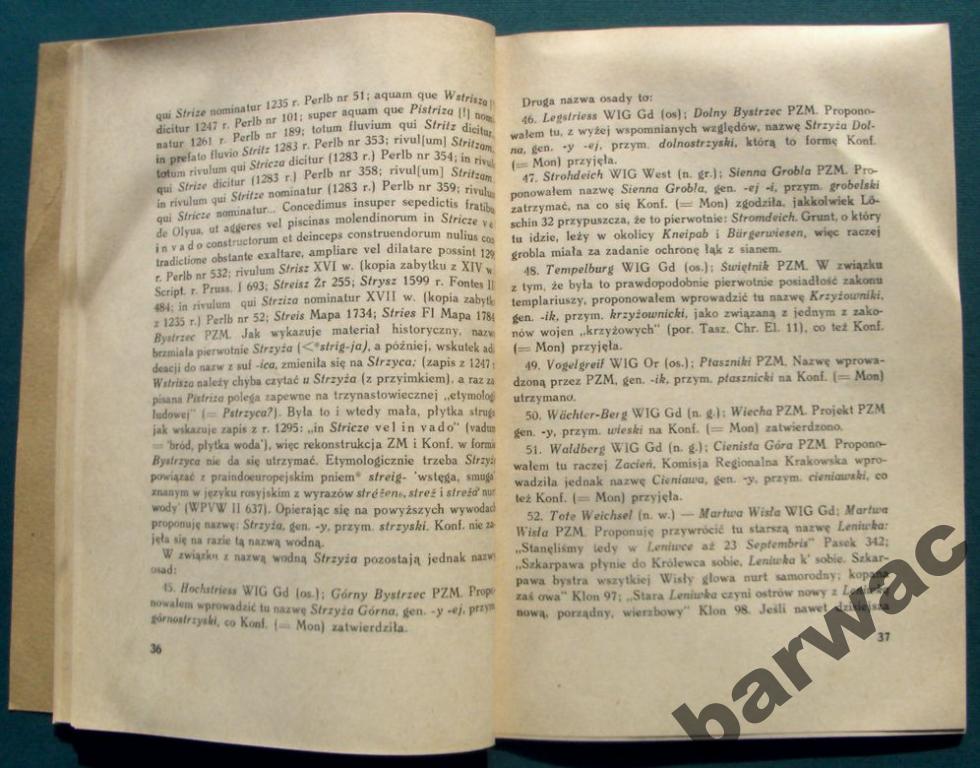 qui Strize nominatur 1235 r. Perlb nr 51; aquam que Wstrisza [!]
dicitur 1247 r. Perlb nr 101; super aquam que Pistriza [!] nomi
natur 1261 r. Perlb nr 189; totum fluvium qui Stritz dicitur,
in prefato fluvio Stritz 1283 r. Perlb nr 353; rivul[um] Stritzam,
totam rivulum qui Stricza dicitur (1283 r.) Perlb nr 354; in rivul
qui Strize dicitur (1283 r.) Perlb nr 358; rivul[um] Stritzam,
in rivulum qui Stritze nominatur (1283 r.) Perlb nr 359; rivulum
qui Stricze nominatur... Concedimus insuper sepedictis fratibu
de Olyua, ut aggeres vel piscinas molendinorum in Stricze vel
in vado constructorum et deinceps construendorum nulius con
tradictione obstante exaltare, ampliare vel dilatare possint 129
r. Perlb nr 532; rivulum Strisz XVI w. (kopia zabytku z XIV w.
Script. r. Pruss. I 693; Streisz Źr 255; Strysz 1599 r. Fontes II
484; in rivulum qui Striza nominatur XVII w. (kopia zabytk
z 1235 r.) Perlb nr 52; Streis Mapa 1734; Stries Fl Mapa 1784
Bystrzec PZM. Jak wykazuje materiał historyczny, nazw
brzmiała pierwotnie Strzyża (<*strig-ja), a później, wskutek ad
deacji do nazw z suf -ica, zmieniła się na Strzyca; (zapis z 1247 r
Wstrisza należy chyba czytać u Strzyża (z przyimkiem), a raz za
pisana Pistriza polega zapewne na trzynastowiecznej „etymologi
ludowej" (= Pstrzyca?). Była to i wtedy mała, płytka struga
jak wskazuje zapis z r. 1295: „in Stricze vel in vado" (vadum
= 'bród, płytka woda'), więc rekonstrukcja ZM i Konf. w formie
Bystrzyca nie da się utrzymać. Etymologicznie trzeba Strzyż
powiązać z praindoeuropejskim pniem* streig- 'wstęga, smuga'
znanym w języku rosyjskim z wyrazów
wody' (WPVW II 637). Opierając się na powyższych wywodach
proponuję nazwę: Strzyża, gen. -y, przym. strzyski. Konf. nie za
jęła się na razie tą nazwą wodną.
W związku z nazwą wodną Strzyża pozostają jednak nazw
osad:
45. Hochstriess WIG Gd (os.); Górny Bystrzec PZM. Propo
nowałem wprowadzić tu nazwę Strzyża Górna, gen. -y -ej, przym
górnostrzyski, co Konf. (= Mon) zatwierdziła.
36
Druga nazwa osady to:
46. Legstriess WIG Gd (os); Dolny Bystrzec PZM. Propono-
wałem tu, z wyżej wspomnianych względów, nazwę Strzyża Dol-
na, gen. -y -ej, przym. dolnostrzyski, którą to formę Konf.
(= Mon) przyjęła.
47. Strohdeich WIG West (n. gr.); Sienna Grobla PZM. Pro-
ponowałem nazwę Sienna Grobla, gen. -ej -i, przym. grobelski
zatrzymać, na co się Konf. (= Mon) zgodziła, jakkolwiek Lö-
schin 32 przypuszcza, że to pierwotnie: Stromdeich. Grunt, o który
tu idzie, leży w okolicy Kneipab i Bürgerwiesen, więc raczej
grobla miała za zadanie ochronę łąk z sianem.
48. Tempelburg WIG Gd (os.); Świętnik PZM. W związku
z tym, że była to prawdopodobnie pierwotnie posiadłość zakonu
templariuszy, proponowałem wprowadzić tu nazwę Krzyżowniki,
gen. -ik, przym. krzyżownicki, jako związaną z jednym z zako-
nów wojen „krzyżowych" (por. Tasz. Chr. El. 11), co też Konf.
(= Mon) przyjęła.
49. Vogelgreif WIG Or (os.); Ptaszniki PZM. Nazwę wprowa-
dzoną przez PZM, gen. -ik, przym. ptasznicki na Konf. (= Mon)
utrzymano.
50. Wächter-Berg WIG Gd (n. g.); Wiecha PZM. Projekt PZM
gen. -y, przym. wieski na Konf. (= Mon) zatwierdzono.
51. Waldberg WIG Gd (n. g.); Cienista Góra PZM. Propono-
wałem tu raczej Zacień, Komisja Regionalna Krakowska wpro-
wadziła jednak nazwę Cieniawa, gen. -y, przym. cieniawski, co
też Konf. (= Mon) przyjęła.
52. Tote Weichsel (n. w.) — Martwa Wisła WIG Gd; Martwa
Wisła PZM. Proponuję przywrócić tu starszą nazwę Leniwka:
„Stanęliśmy tedy w Leniwce aż 23 Septembris" Pasek 342;
„Szkarpawa płynie do Królewca sobie, Leniwka k' sobie. Szkar-
pawa bystra wszytkiej Wisły głowa nurt samorodny; kopana
zaś owa" Klon 97; „Stara Leniwka czyni ostrów nowy z Leniwką
nową, porządny, wierzbowy" Klon 98. Jeśli nawet dzisiejsza
37
barwac